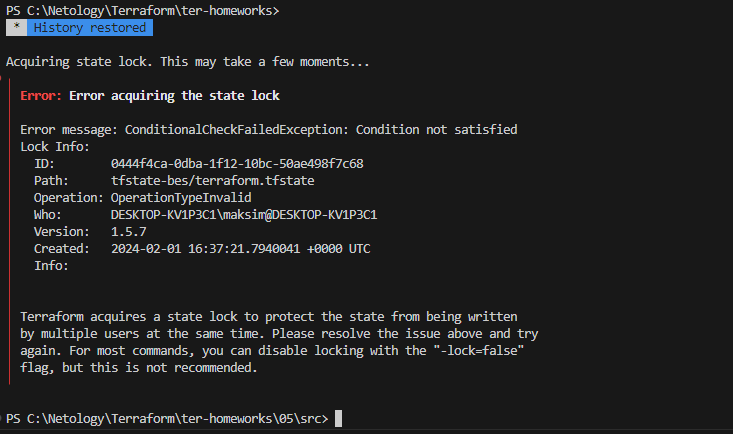 PS C:\Netology\Terraform\ter-homeworks>
* History restored
Acquiring state lock. This may take a few moments...
Error: Error acquiring the state lock
Error message: ConditionalCheckFailedException: Condition not satisfied
Lock Info:
ID: 0444f4ca-0dba-1f12-10bc-50ae498f7c68
Path: tfstate-bes/terraform.tfstate
Operation: OperationTypeInvalid
Who: DESKTOP-KV1P3C1\maksim@DESKTOP-KV1P3C1
Version: 1.5.7
Created: 2024-02-01 16:37:21.7940041 +0000 UTC
Info:
Terraform acquires a state lock to protect the state from being written
by multiple users at the same time. Please resolve the issue above and try
again. For most commands, you can disable locking with the "-lock=false"
flag, but this is not recommended.
PS C:\Netology\Terraform\ter-homeworks\05\src>